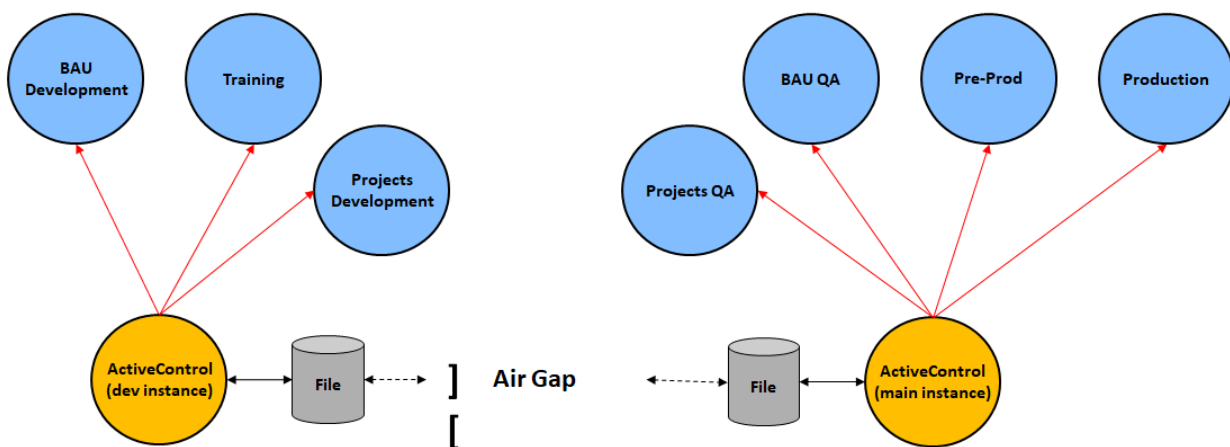 BAU
Development
Training
Projects
Development
BAU QA
Pre-Prod
Production
Projects QA
ActiveControl
(dev instance)
File
] Air Gap
[
File
ActiveControl
(main instance)